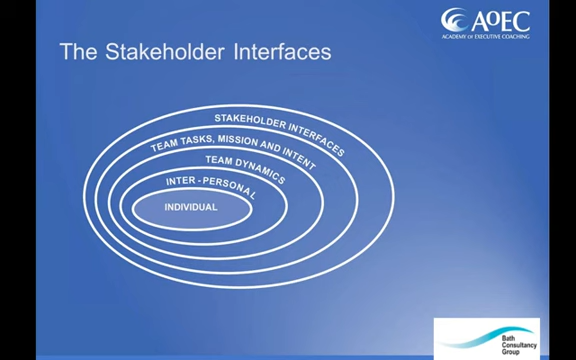 AoEC
ACADEMY OF EXECUTIVE COACHING
The Stakeholder Interfaces
STAKEHOLDER INTERFACES
TEAM TASKS, MISSION AND INTENT
TEAM DYNAMICS
INTER - PERSONAL
INDIVIDUAL
Bath
Consultancy
Group